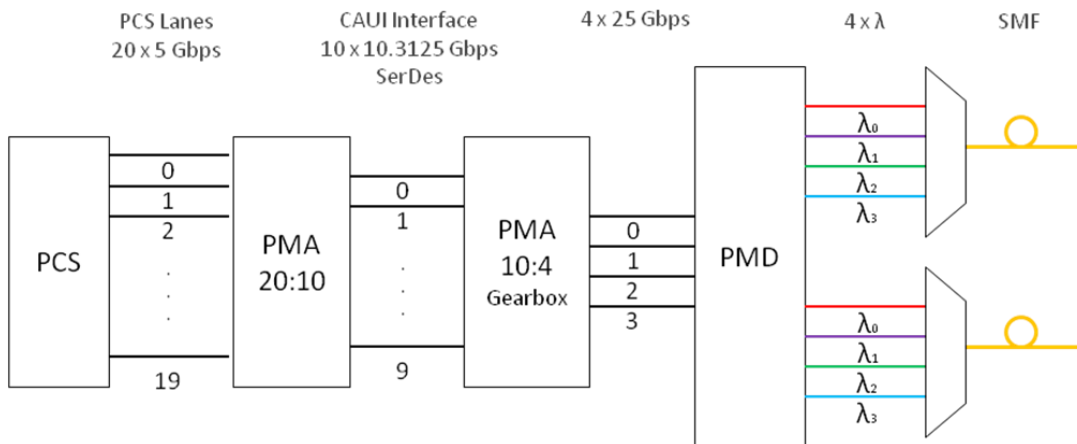 PCS Lanes
20 x 5 Gbps
CAUI Interface
10 x 10.3125 Gbps
SerDes
4 x 25 Gbps
4 x λ
SMF
PCS
0
1
2
.
.
.
19
PMA
20:10
0
1
.
.
.
9
PMA
10:4
Gearbox
0
1
2
3
PMD
λ₀
λ₁
λ₂
λ₃
λ₀
λ₁
λ₂
λ₃